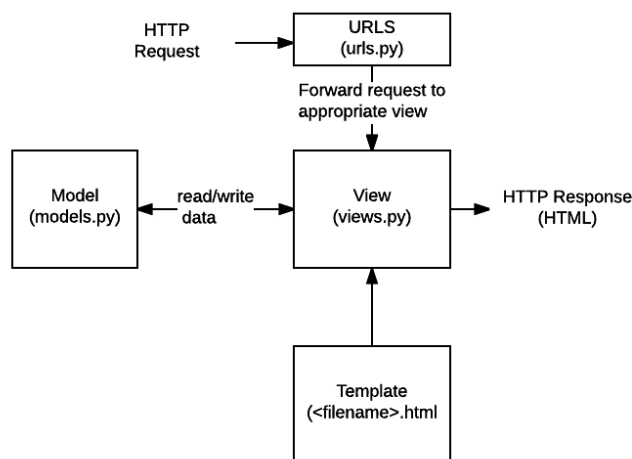 HTTP
Request
URLS
(urls.py)
Forward request to
appropriate view
Model
(models.py)
read/write
data
View
(views.py)
HTTP Response
(HTML)
Template
(<filename>.html